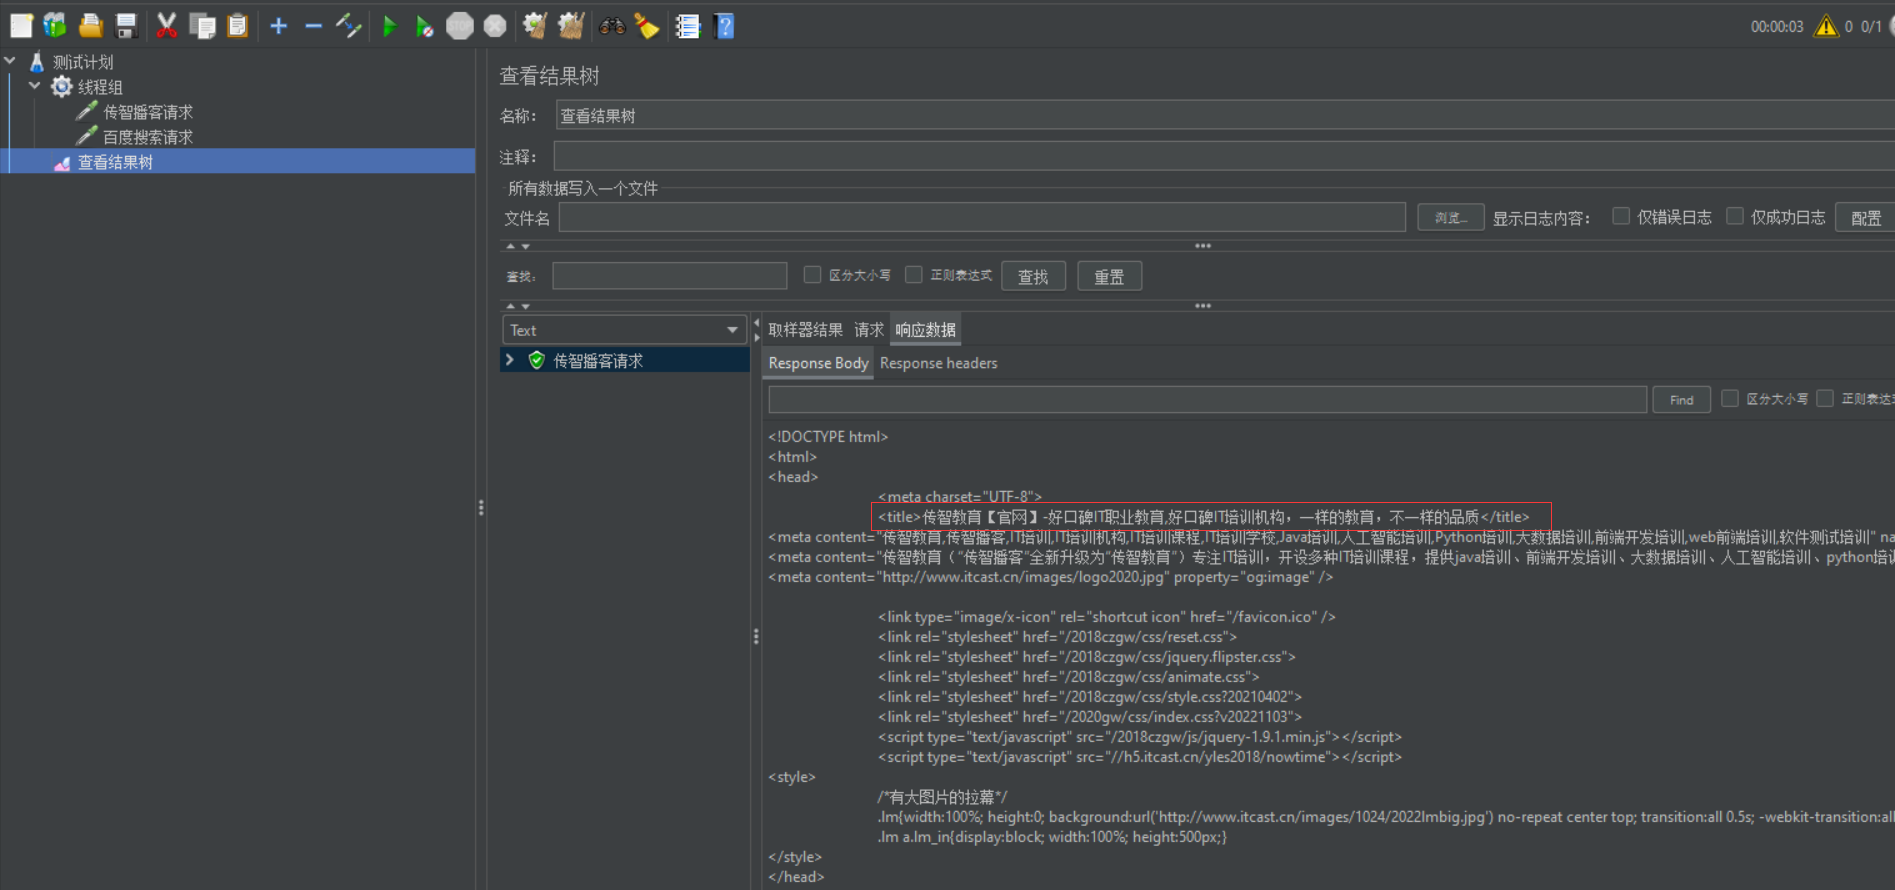 STOP
00:00:03 0 0/1
测试计划
线程组
传智播客请求
百度搜索请求
查看结果树
查看结果树
名称： 查看结果树
注释：
所有数据写入一个文件
文件名 浏览... 显示日志内容： 仅错误日志 仅成功日志 配置
查找： 区分大小写 正则表达式 查找 重置
Text
传智播客请求
取样器结果 请求 响应数据
Response Body Response headers
Find 区分大小写 正则表达式
<!DOCTYPE html>
<html>
<head>
<meta charset="UTF-8">
<title>传智教育【官网】-好口碑IT职业教育,好口碑IT培训机构，一样的教育，不一样的品质</title>
<meta content="传智教育,传智播客,IT培训,IT培训机构,IT培训课程,IT培训学校,Java培训,人工智能培训,Python培训,大数据培训,前端开发培训,web前端培训,软件测试培训" na
<meta content="传智教育（“传智播客”全新升级为“传智教育”）专注IT培训，开设多种IT培训课程，提供java培训、前端开发培训、大数据培训、人工智能培训、python培
<meta content="http://www.itcast.cn/images/logo2020.jpg" property="og:image" />
<link type="image/x-icon" rel="shortcut icon" href="/favicon.ico" />
<link rel="stylesheet" href="/2018czgw/css/reset.css">
<link rel="stylesheet" href="/2018czgw/css/jquery.flipster.css">
<link rel="stylesheet" href="/2018czgw/css/animate.css">
<link rel="stylesheet" href="/2018czgw/css/style.css?20210402">
<link rel="stylesheet" href="/2020gw/css/index.css?v20221103">
<script type="text/javascript" src="/2018czgw/js/jquery-1.9.1.min.js"></script>
<script type="text/javascript" src="//h5.itcast.cn/yles2018/nowtime"></script>
<style>
/*有大图片的拉幕*/
.lm{width:100%; height:0; background:url('http://www.itcast.cn/images/1024/2022lmbig.jpg') no-repeat center top; transition:all 0.5s; -webkit-transition:all
.lm a.lm_in{display:block; width:100%; height:500px;}
</style>
</head>